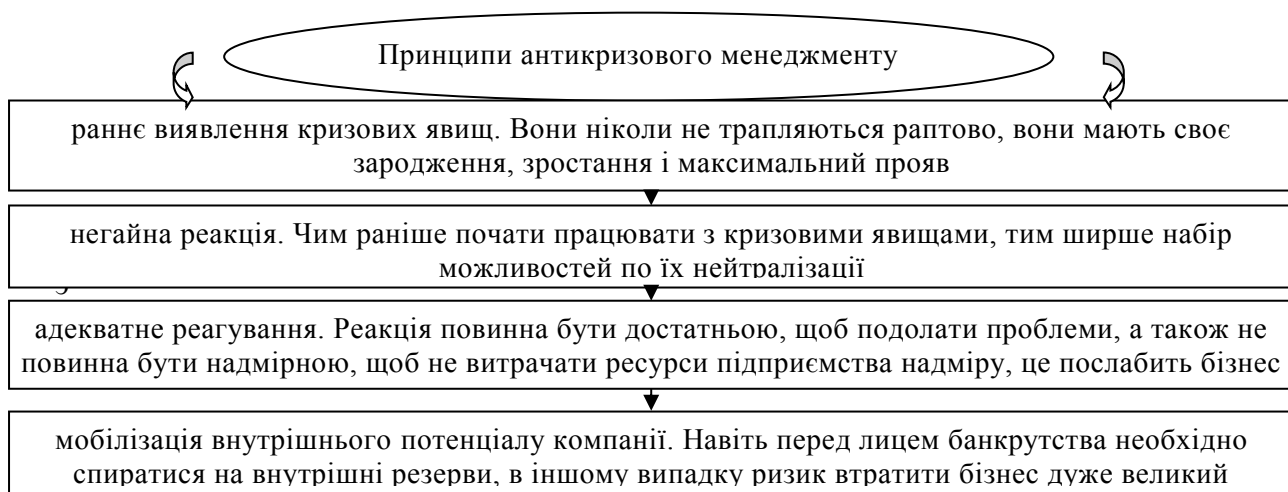 Принципи антикризового менеджменту
раннє виявлення кризових явищ. Вони ніколи не трапляються раптово, вони мають своє
зародження, зростання і максимальний прояв
негайна реакція. Чим раніше почати працювати з кризовими явищами, тим ширше набір
можливостей по їх нейтралізації
адекватне реагування. Реакція повинна бути достатньою, щоб подолати проблеми, а також не
повинна бути надмірною, щоб не витрачати ресурси підприємства надміру, це послабить бізнес
мобілізація внутрішнього потенціалу компанії. Навіть перед лицем банкрутства необхідно
спиратися на внутрішні резерви, в іншому випадку ризик втратити бізнес дуже великий